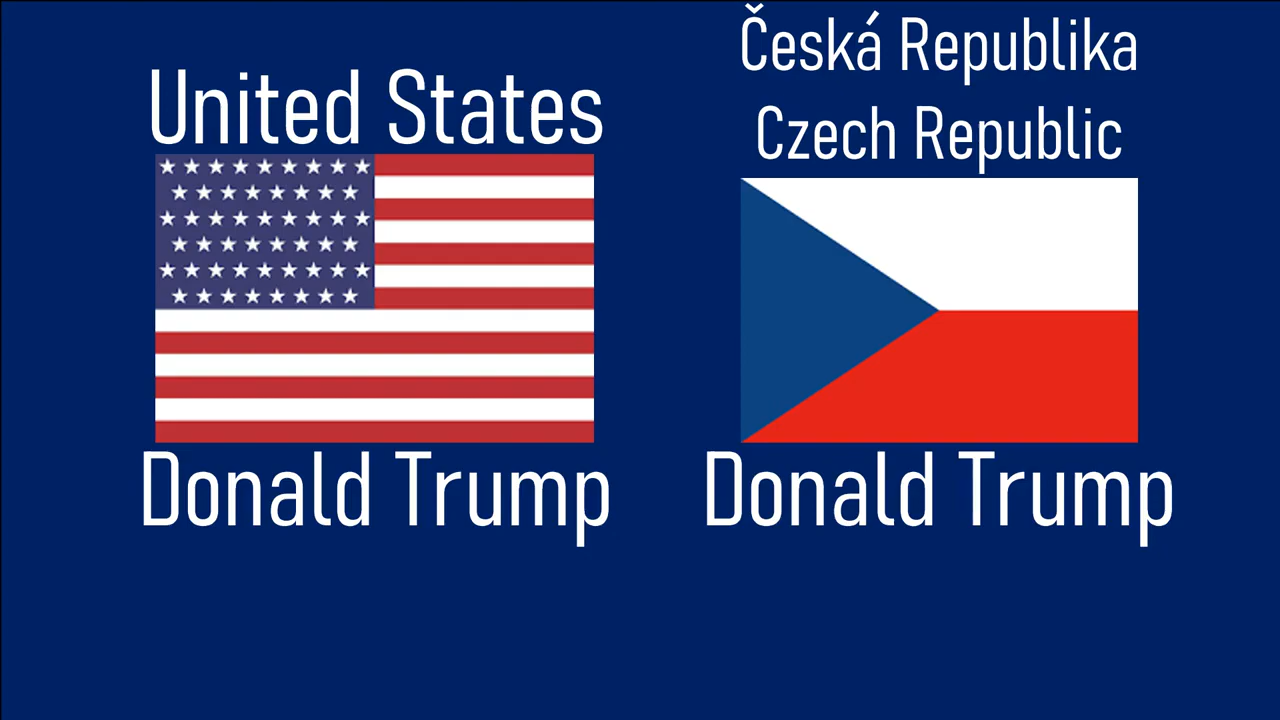 United States
Donald Trump
Česká Republika
Czech Republic
Donald Trump